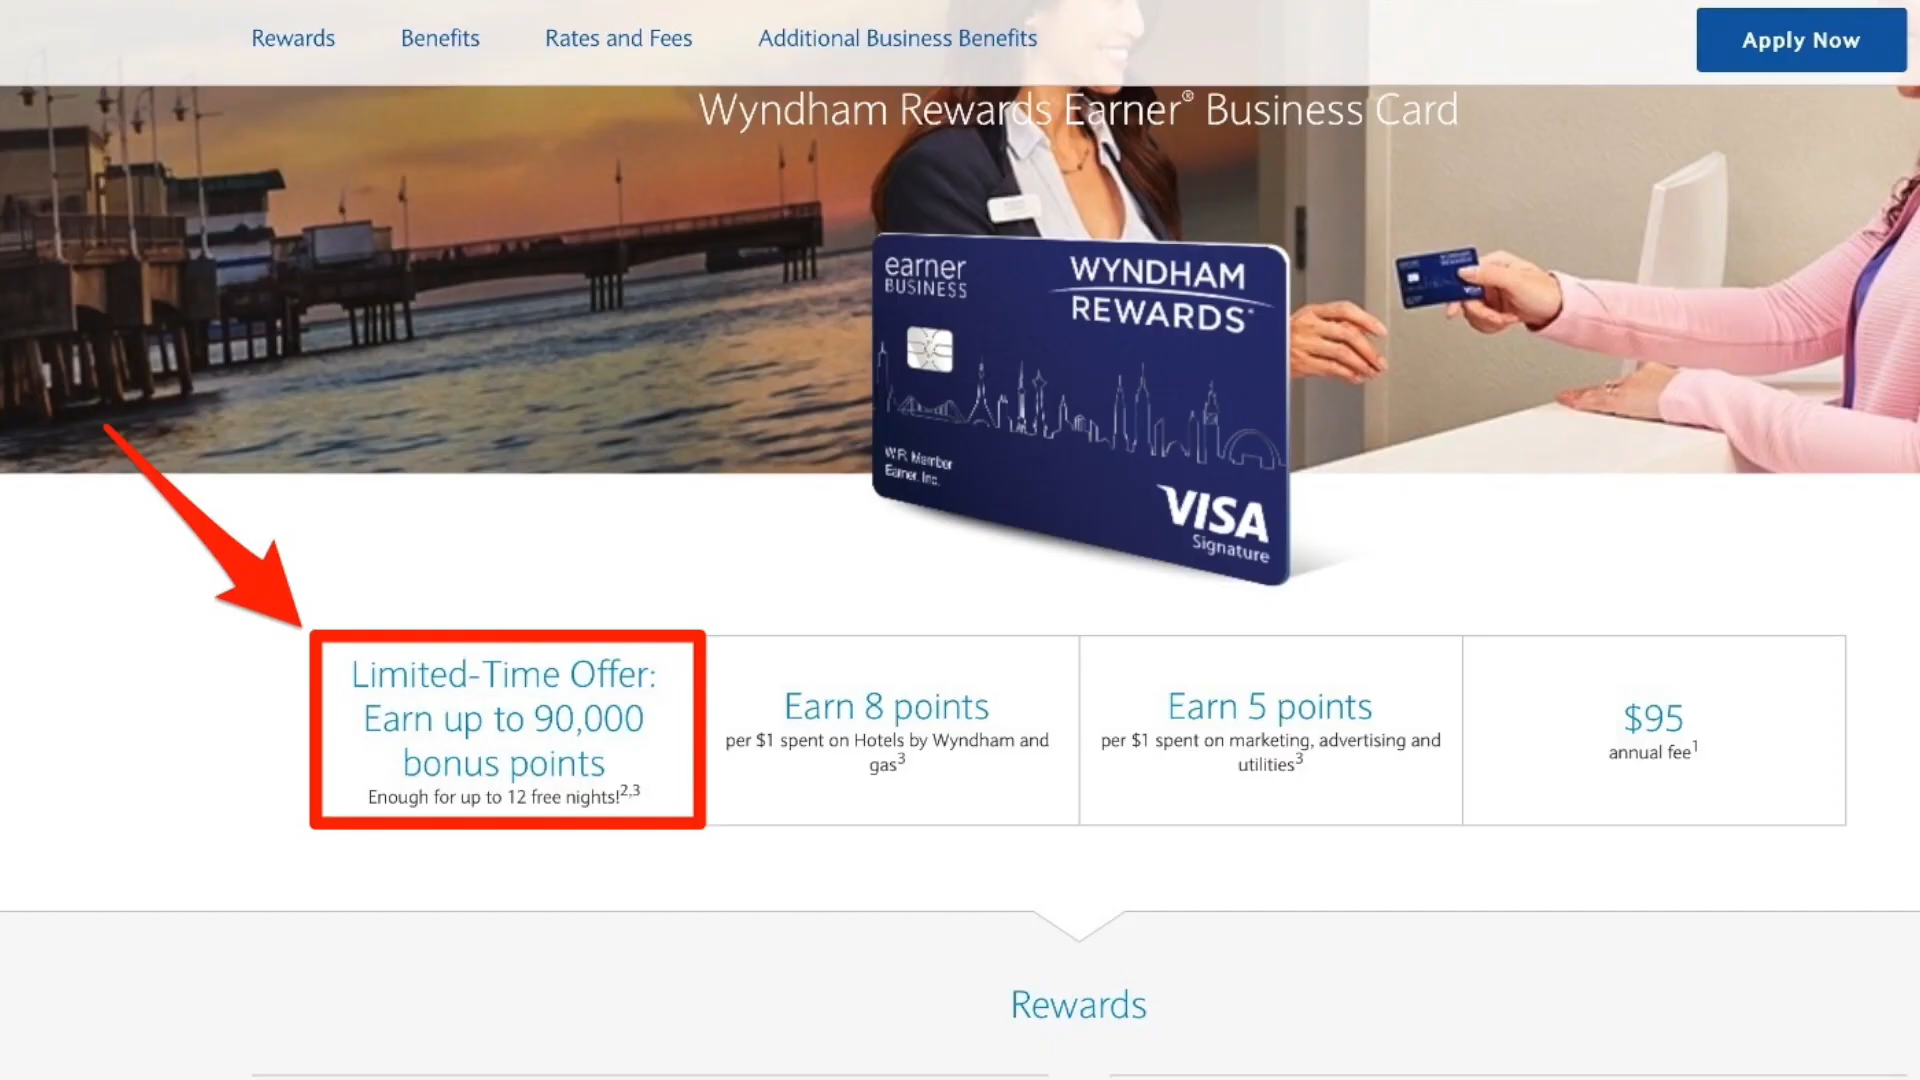 Rewards
Benefits
Rates and Fees
Additional Business Benefits
Apply Now
Wyndham Rewards Earner® Business Card
earner
BUSINESS
WYNDHAM
REWARDS
W.R. Member
Earner, Inc.
VISA
Signature
Limited-Time Offer:
Earn up to 90,000
bonus points
Enough for up to 12 free nights!2,3
Earn 8 points
per $1 spent on Hotels by Wyndham and
gas3
Earn 5 points
per $1 spent on marketing, advertising and
utilities3
$95
annual fee1
Rewards